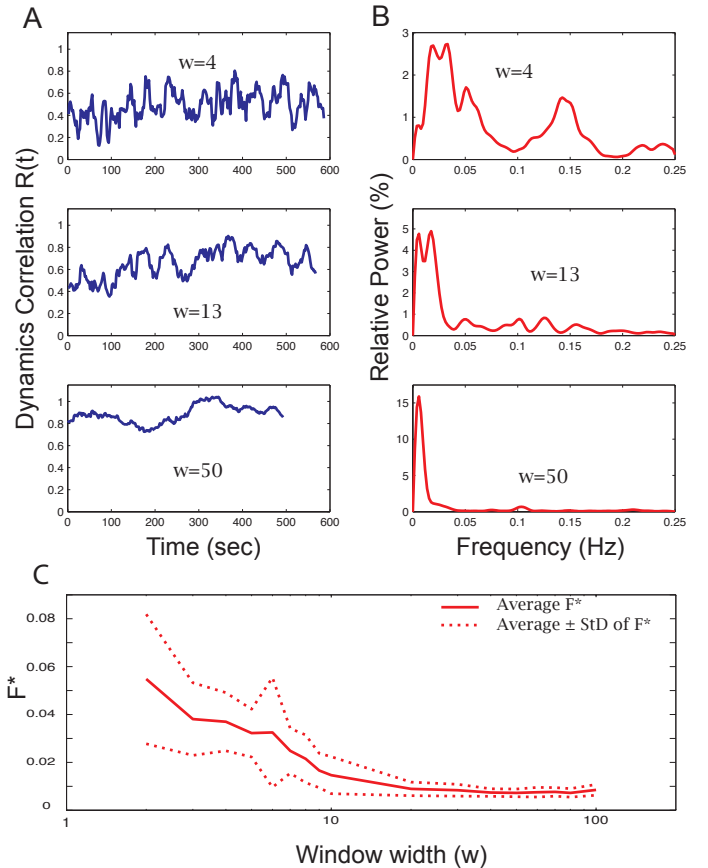 A
B
Dynamics Correlation R(t)
Relative Power (%)
w=4
1
0.8
0.6
0.4
0.2
0
0 100 200 300 400 500 600
w=4
3
2
1
0
0 0.05 0.1 0.15 0.2 0.25
w=13
1
0.8
0.6
0.4
0.2
0
0 100 200 300 400 500 600
w=13
5
4
3
2
1
0
0 0.05 0.1 0.15 0.2 0.25
w=50
1
0.8
0.6
0.4
0.2
0
0 100 200 300 400 500 600
Time (sec)
w=50
15
10
5
0
0 0.05 0.1 0.15 0.2 0.25
Frequency (Hz)
C
F*
0.08
0.06
0.04
0.02
0
Average F*
Average ± StD of F*
1 10 100
Window width (w)